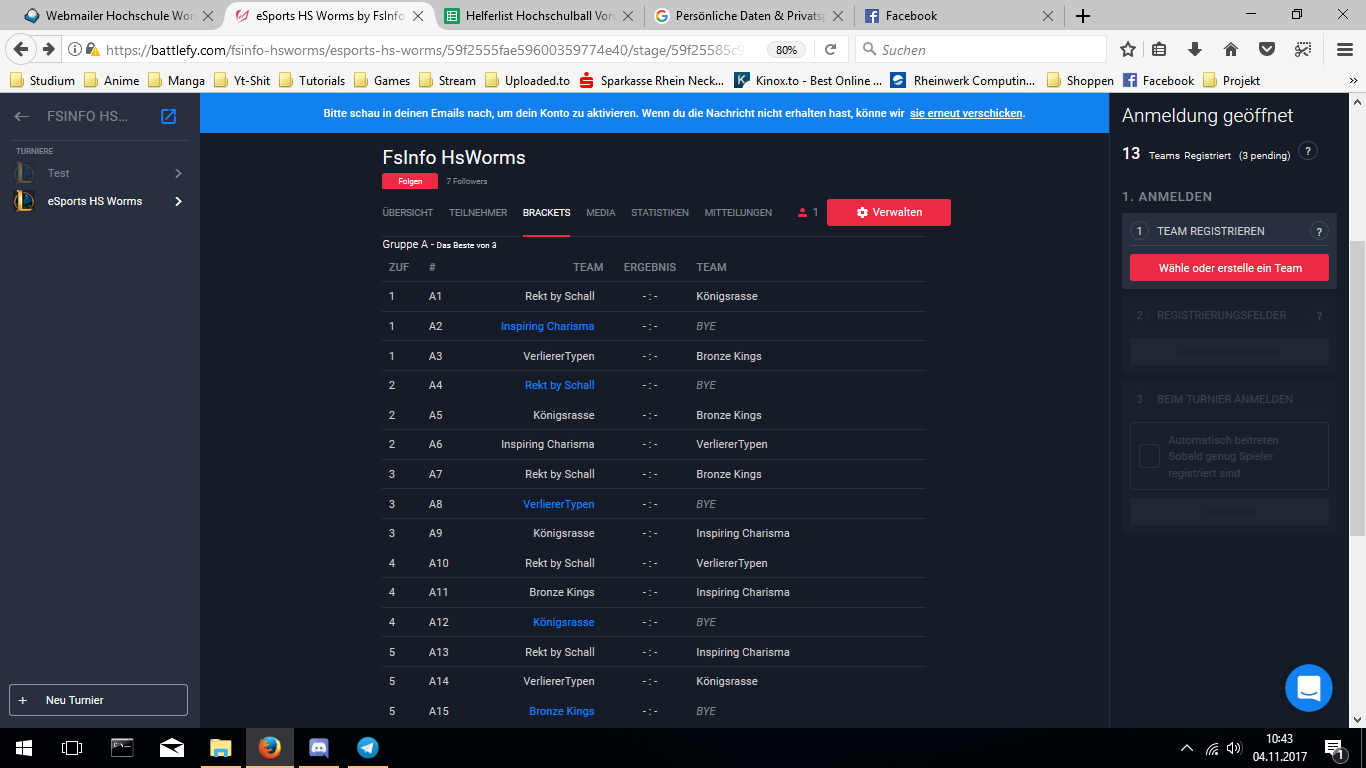 Webmailer Hochschule Wor
eSports HS Worms by FsInfo
Helferlist Hochschulball Vor
Persönliche Daten & Privatsp
Facebook
https://battlefy.com/fsinfo-hsworms/esports-hs-worms/59f2555fae59600359774e40/stage/59f25585c9
80%
Suchen
Studium
Anime
Manga
Yt-Shit
Tutorials
Games
Stream
Uploaded.to
Sparkasse Rhein Neck...
Kinox.to - Best Online ...
Rheinwerk Computin...
Shoppen
Facebook
Projekt
FSINFO HS...
TURNIERE
Test
eSports HS Worms
Neu Turnier
Bitte schau in deinen Emails nach, um dein Konto zu aktivieren. Wenn du die Nachricht nicht erhalten hast, könne wir sie erneut verschicken.
FsInfo HsWorms
Folgen 7 Followers
ÜBERSICHT TEILNEHMER BRACKETS MEDIA STATISTIKEN MITTEILUNGEN 1 Verwalten
Gruppe A - Das Beste von 3
ZUF # TEAM ERGEBNIS TEAM
1 A1 Rekt by Schall -:- Königsrasse
1 A2 Inspiring Charisma -:- BYE
1 A3 VerliererTypen -:- Bronze Kings
2 A4 Rekt by Schall -:- BYE
2 A5 Königsrasse -:- Bronze Kings
2 A6 Inspiring Charisma -:- VerliererTypen
3 A7 Rekt by Schall -:- Bronze Kings
3 A8 VerliererTypen -:- BYE
3 A9 Königsrasse -:- Inspiring Charisma
4 A10 Rekt by Schall -:- VerliererTypen
4 A11 Bronze Kings -:- Inspiring Charisma
4 A12 Königsrasse -:- BYE
5 A13 Rekt by Schall -:- Inspiring Charisma
5 A14 VerliererTypen -:- Königsrasse
5 A15 Bronze Kings -:- BYE
Anmeldung geöffnet
13 Teams Registriert (3 pending) ?
1. ANMELDEN
1 TEAM REGISTRIEREN ?
Wähle oder erstelle ein Team
2 REGISTRIERUNGSFELDER ?
Registrierungsfelder
3 BEIM TURNIER ANMELDEN
Automatisch beitreten
Sobald genug Spieler
registriert sind
Anmelden
10:43
04.11.2017
1